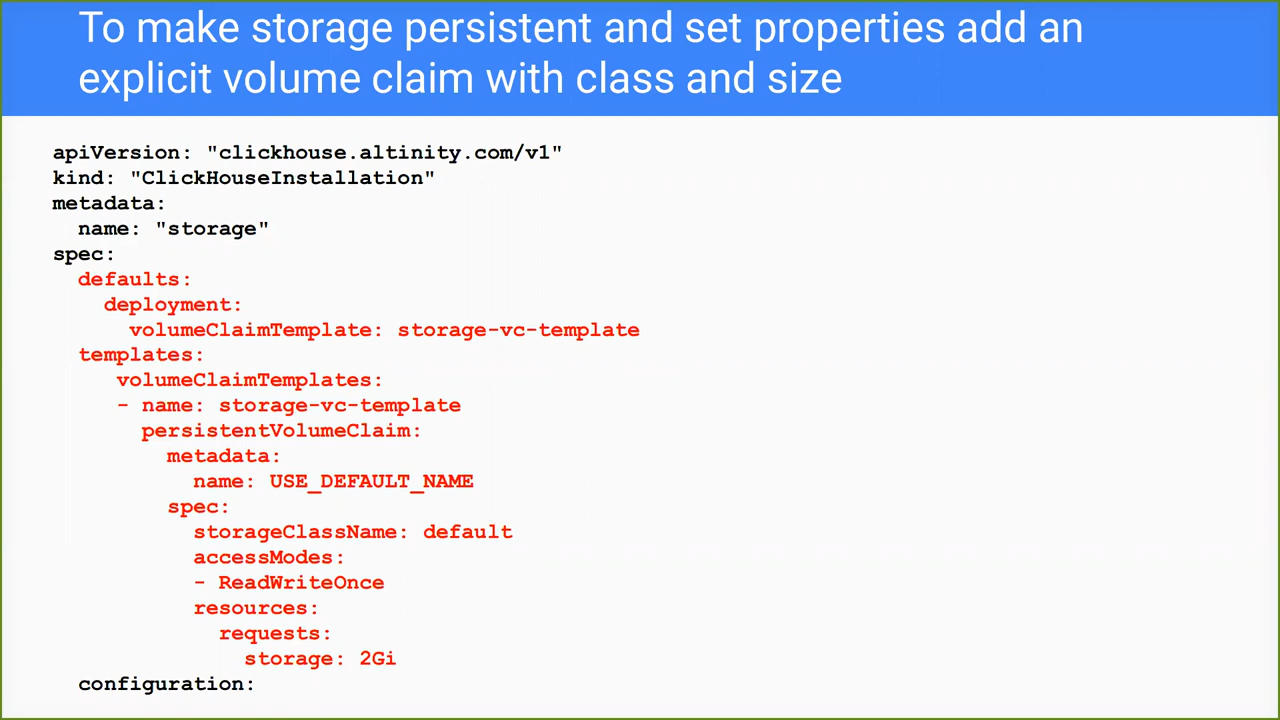 To make storage persistent and set properties add an
explicit volume claim with class and size
apiVersion: "clickhouse.altinity.com/v1"
kind: "ClickHouseInstallation"
metadata:
  name: "storage"
spec:
  defaults:
    deployment:
      volumeClaimTemplate: storage-vc-template
  templates:
     volumeClaimTemplates:
     - name: storage-vc-template
       persistentVolumeClaim:
         metadata:
           name: USE_DEFAULT_NAME
         spec:
           storageClassName: default
           accessModes:
           - ReadWriteOnce
           resources:
             requests:
               storage: 2Gi
  configuration: